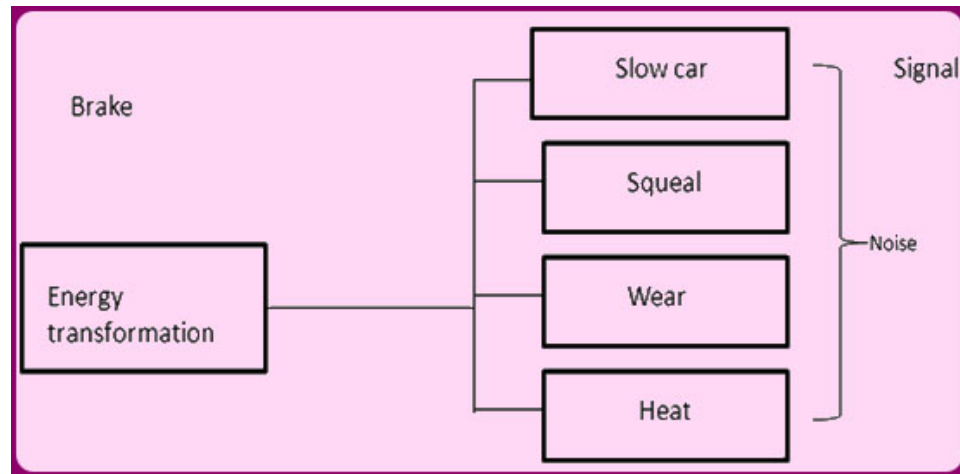 Slow car
Signal
Brake
Squeal
Noise
Energy
transformation
Wear
Heat